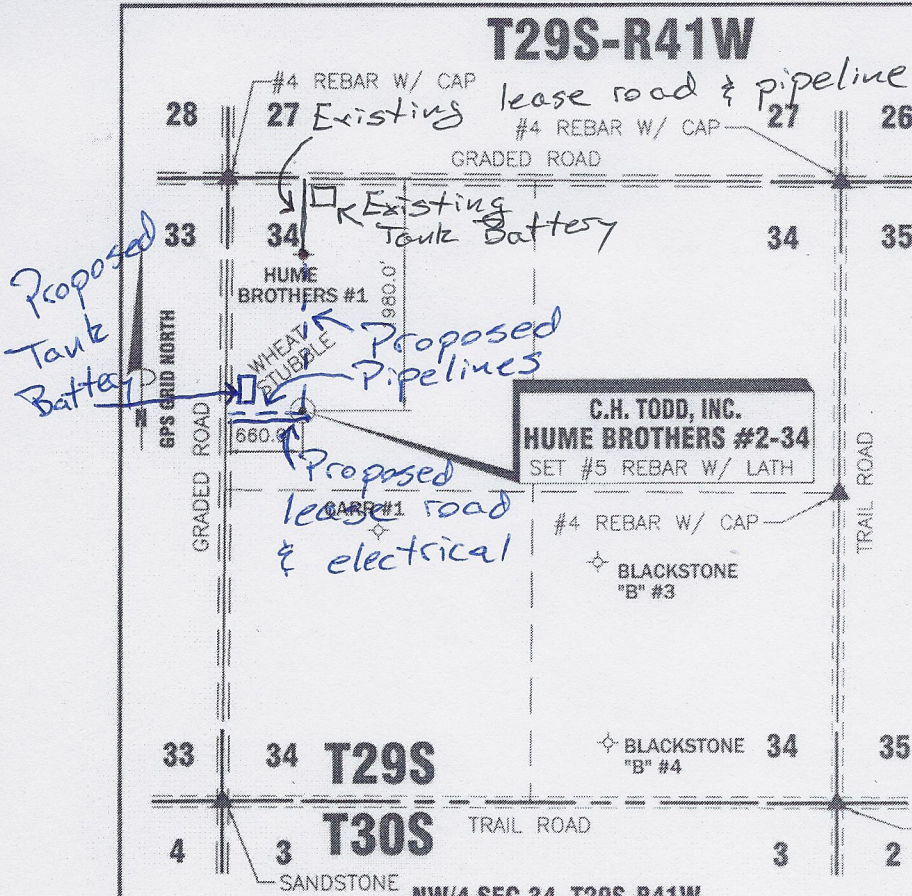 T29S-R41W
#4 REBAR W/ CAP
Existing lease road & pipeline
28
27
27
26
#4 REBAR W/ CAP
GRADED ROAD
Existing
Tank Battery
33
34
34
35
HUME
BROTHERS #1
980.0'
Proposed
Tank
Battery
GPS GRID NORTH
N
WHEAT
STUBBLE
Proposed
Pipelines
GRADED ROAD
660.0
C.H. TODD, INC.
HUME BROTHERS #2-34
SET #5 REBAR W/ LATH
Proposed
lease road
& electrical
CARR #1
#4 REBAR W/ CAP
TRAIL ROAD
BLACKSTONE
"B" #3
BLACKSTONE
"B" #4
33
34
T29S
34
35
T30S
TRAIL ROAD
4
3
3
2
SANDSTONE
NW/4 SEC 34, T29S, R41W